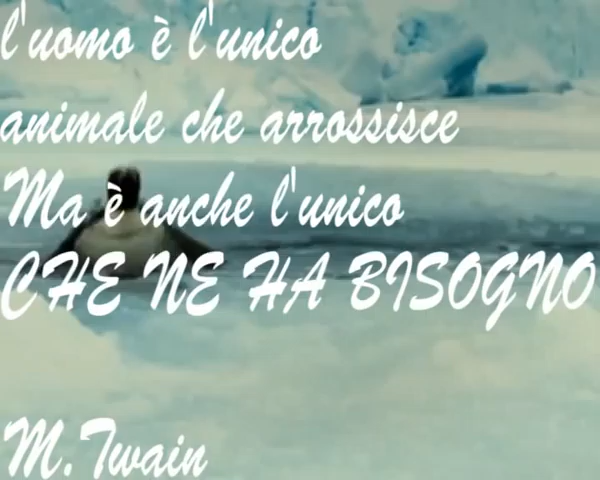 l'uomo è l'unico
animale che arrossisce
Ma è anche l'unico
CHE NE HA BISOGNO
M.Twain